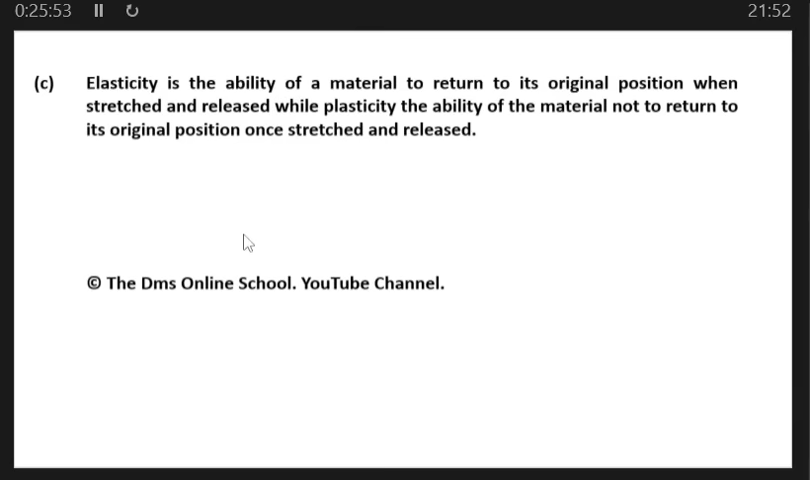 0:25:53
21:52
(c) Elasticity is the ability of a material to return to its original position when
stretched and released while plasticity the ability of the material not to return to
its original position once stretched and released.
© The Dms Online School. YouTube Channel.